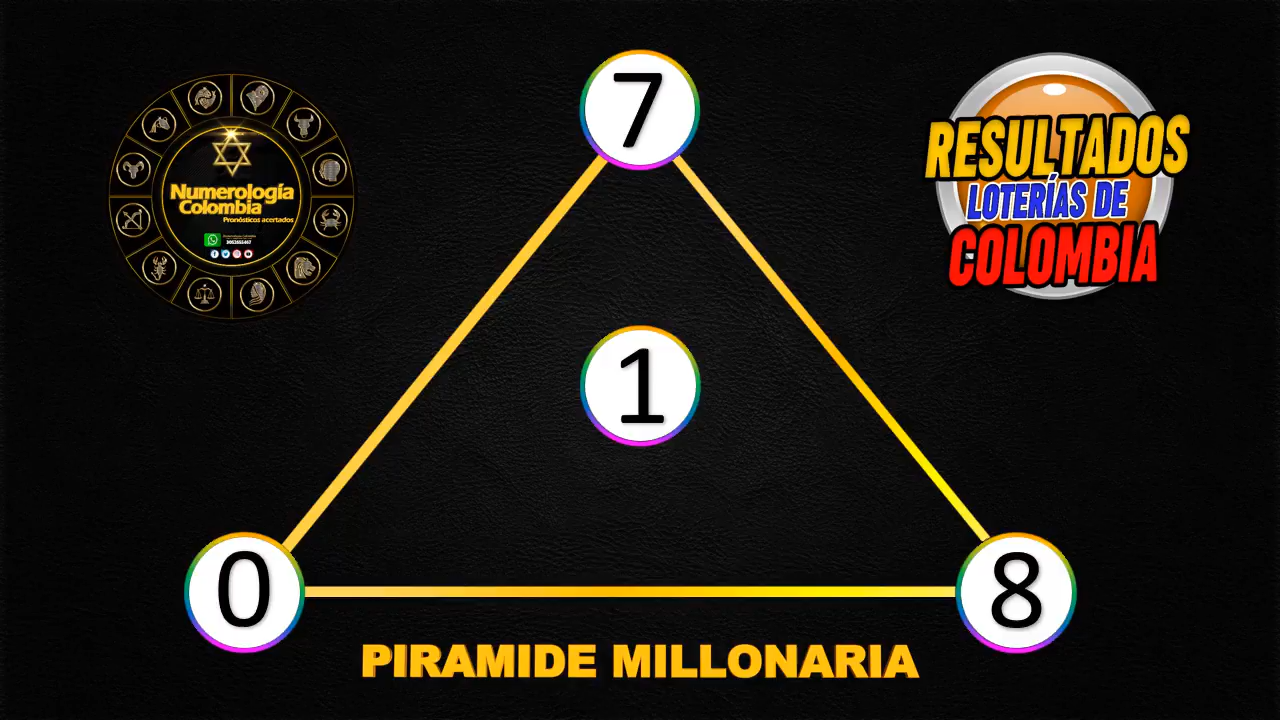 7
Numerología
Colombia
Pronósticos acertados
RESULTADOS
LOTERÍAS DE
COLOMBIA
1
0
8
PIRAMIDE MILLONARIA